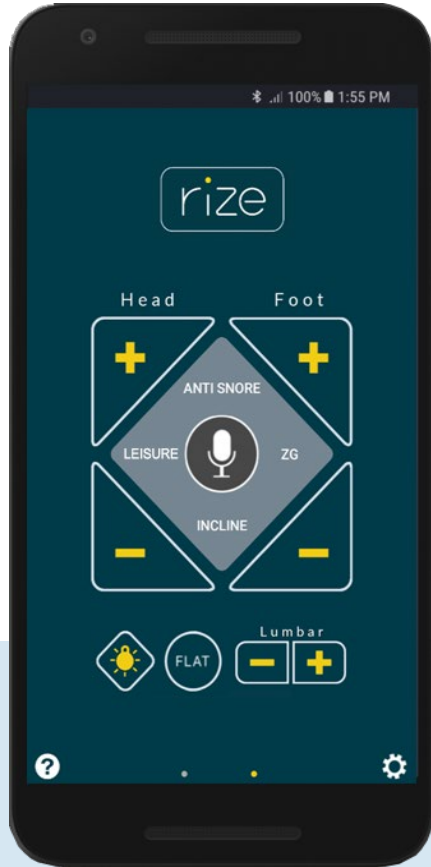 100% 1:55 PM
rize
Head Foot
+ +
ANTI SNORE
LEISURE ZG
INCLINE
− −
Lumbar
FLAT − +
?